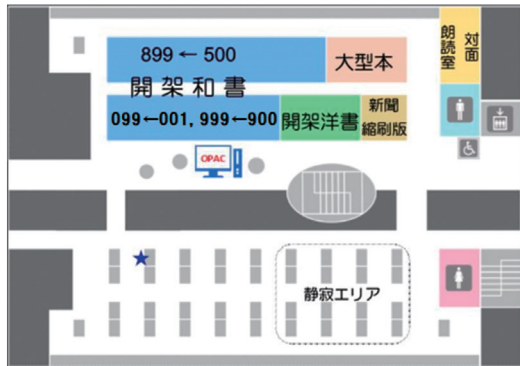 899 ← 500
大型本
開架和書
099←001, 999←900
開架洋書
新聞
縮刷版
対面
朗読室
OPAC
静寂エリア